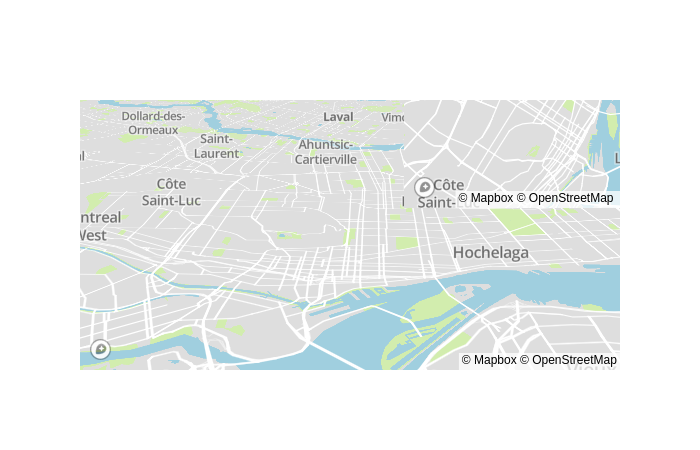 Dollard-des-
Ormeaux
Laval
Saint-
Laurent
Ahuntsic-
Cartierville
Côte
Saint-Luc
Côte
Saint-Luc
© Mapbox © OpenStreetMap
ntreal
West
Hochelaga
© Mapbox © OpenStreetMap